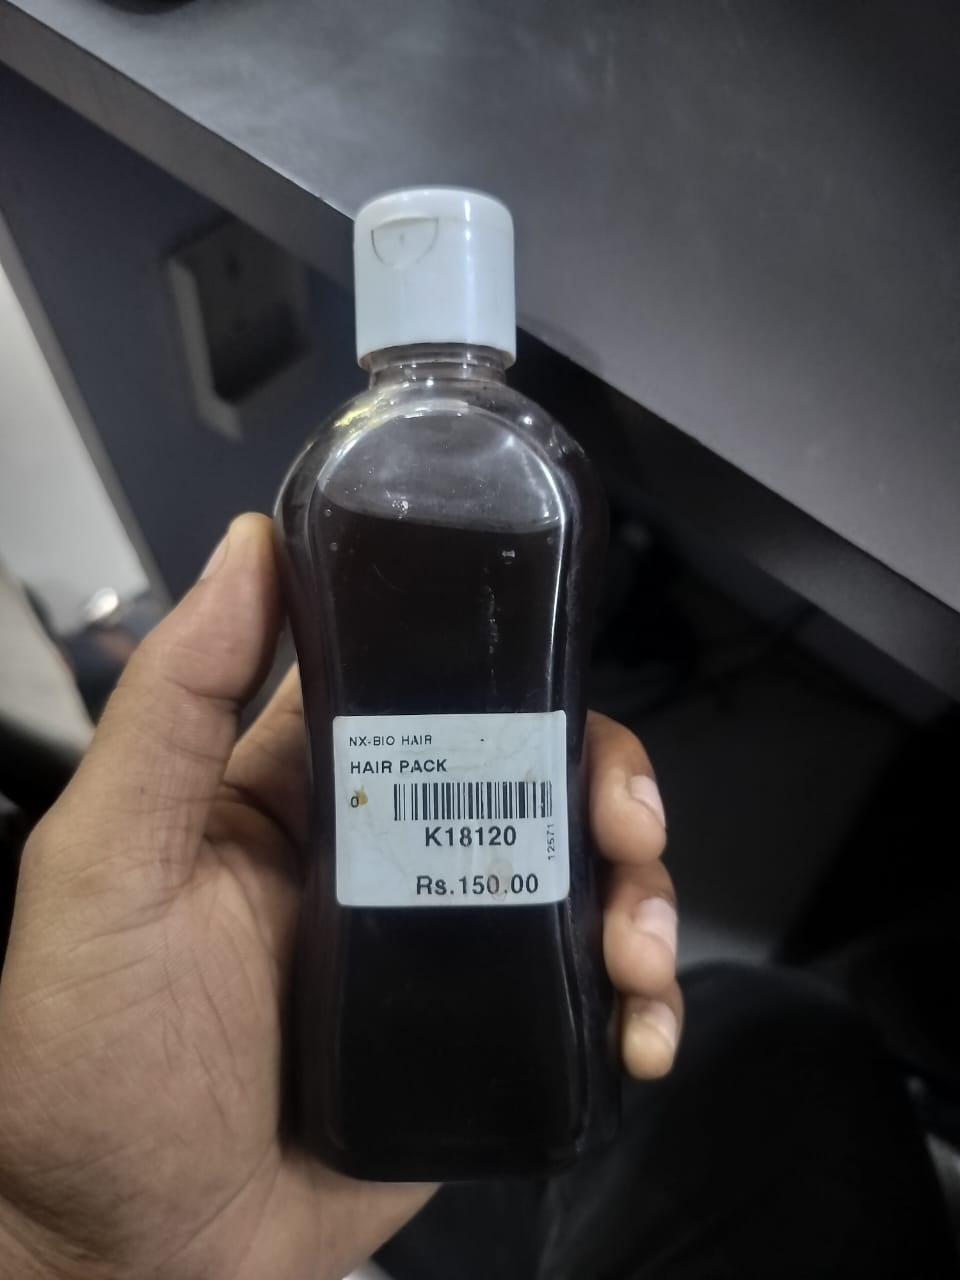 NX-BIO HAIR -
HAIR PACK
0
K18120
12571
Rs.150.00